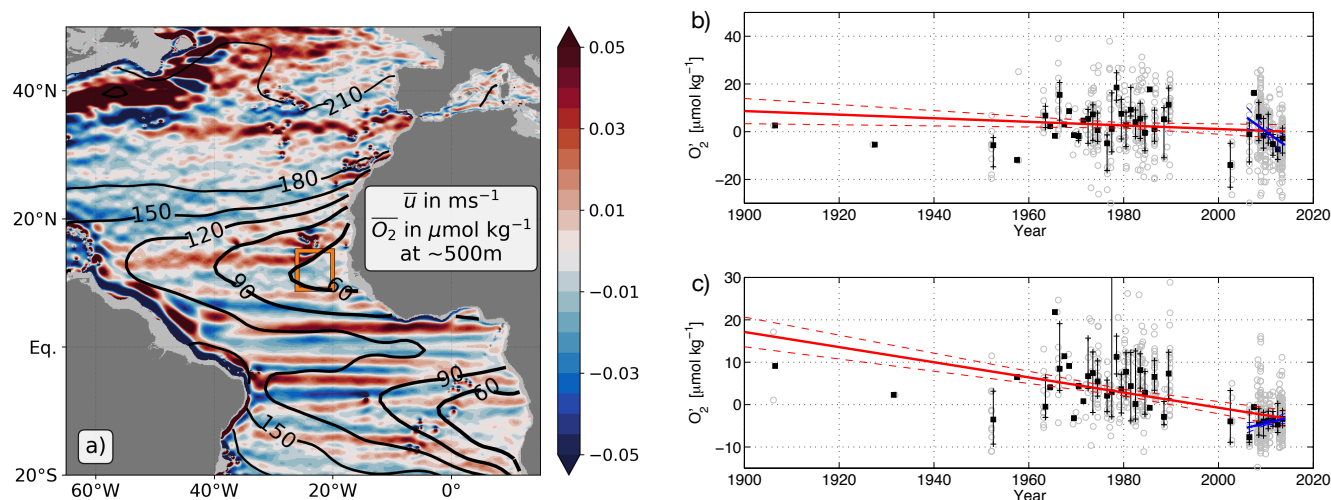 a)
40°N
20°N
Eq.
20°S
60°W
40°W
20°W
0°
210
180
150
120
90
60
90
60
150
u̅ in ms⁻¹
O₂̅ in μmol kg⁻¹
at ~500m
0.05
0.03
0.01
−0.01
−0.03
−0.05
b)
O₂' [μmol kg⁻¹]
40
20
0
−20
1900
1920
1940
1960
1980
2000
2020
Year
c)
O₂' [μmol kg⁻¹]
30
20
10
0
−10
1900
1920
1940
1960
1980
2000
2020
Year